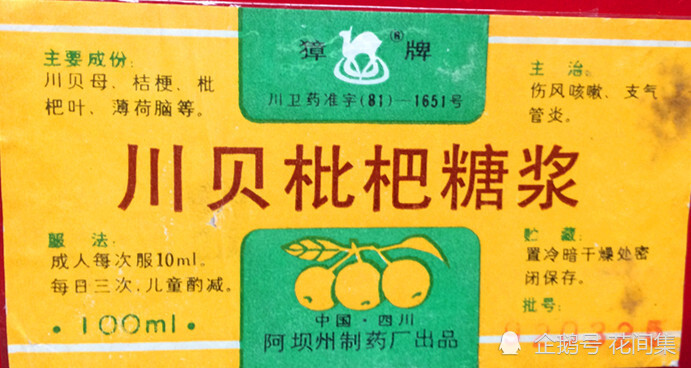 主要成份:
川贝母、桔梗、枇
杷叶、薄荷脑等。
獐®牌
川卫药准字(81)—1651号
主 治:
伤风咳嗽、支气
管炎。
川贝枇杷糖浆
服 法:
成人每次服10ml。
每日三次,儿童酌减。
•100ml•
中国·四川
阿坝州制药厂出品
贮 藏:
置冷暗干燥处密
闭保存。
批号:
企鹅号 花间集